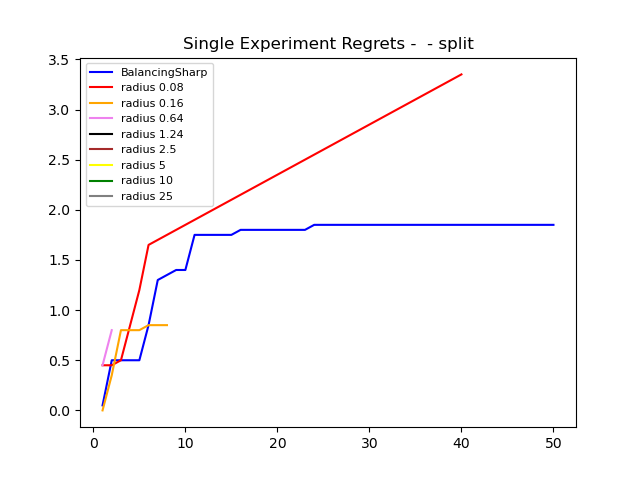 Single Experiment Regrets -  - split
3.5
3.0
2.5
2.0
1.5
1.0
0.5
0.0
BalancingSharp
radius 0.08
radius 0.16
radius 0.64
radius 1.24
radius 2.5
radius 5
radius 10
radius 25
0 10 20 30 40 50